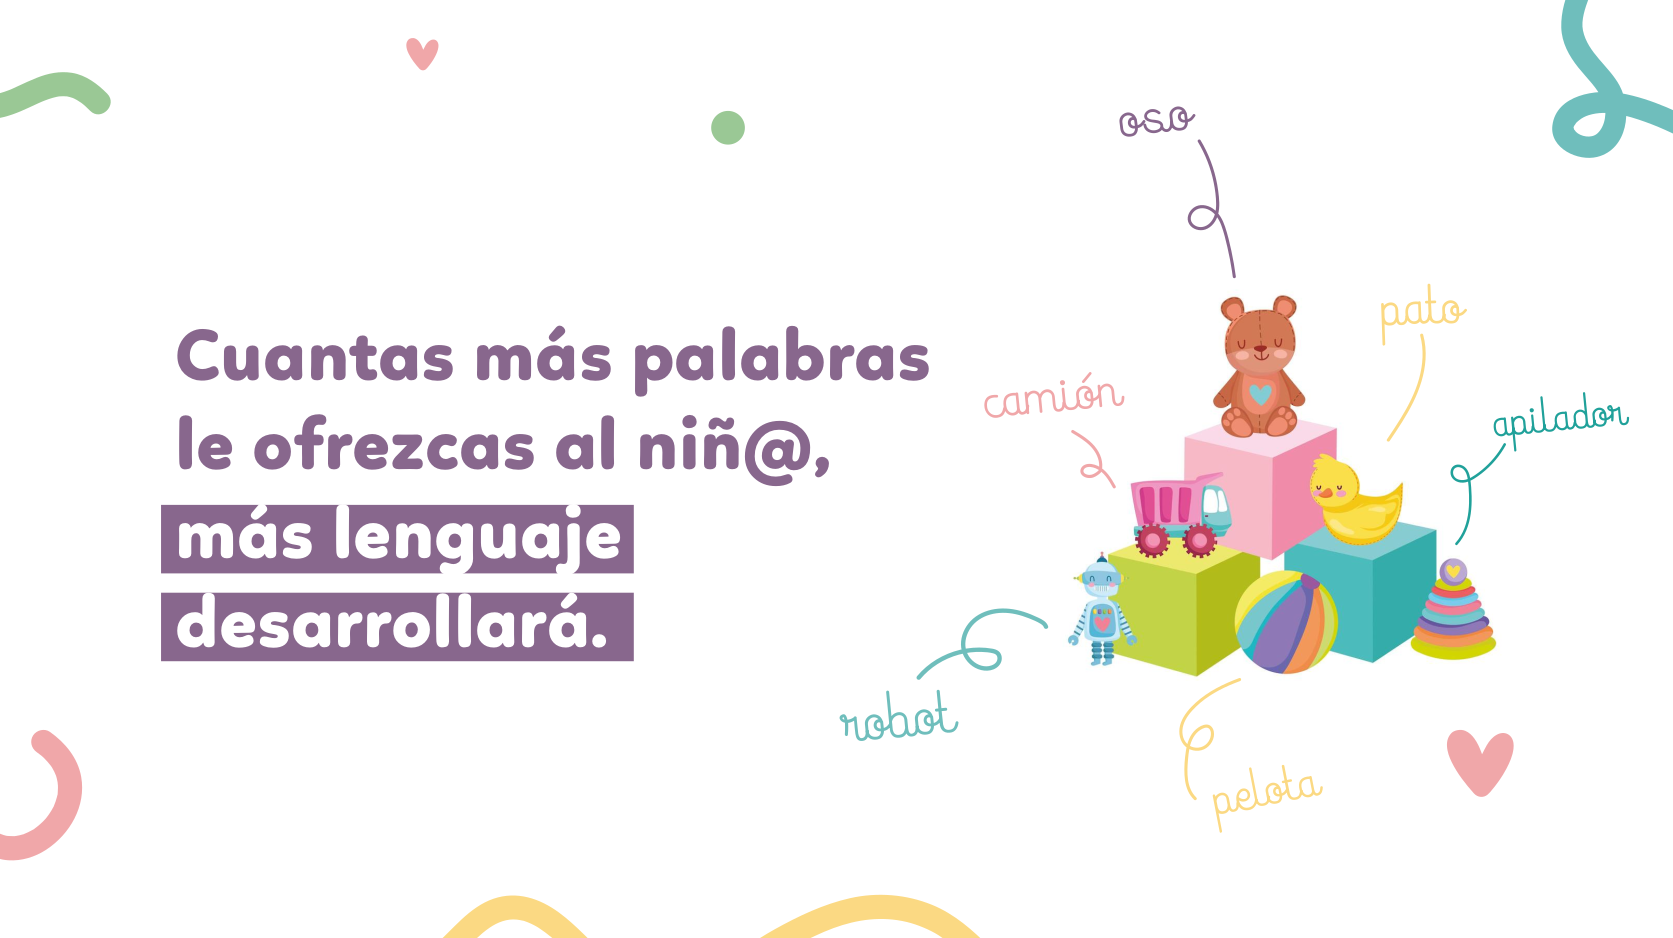 Cuantas más palabras
le ofrezcas al niñ@,
más lenguaje
desarrollará.
oso
pato
camión
apilador
robot
pelota